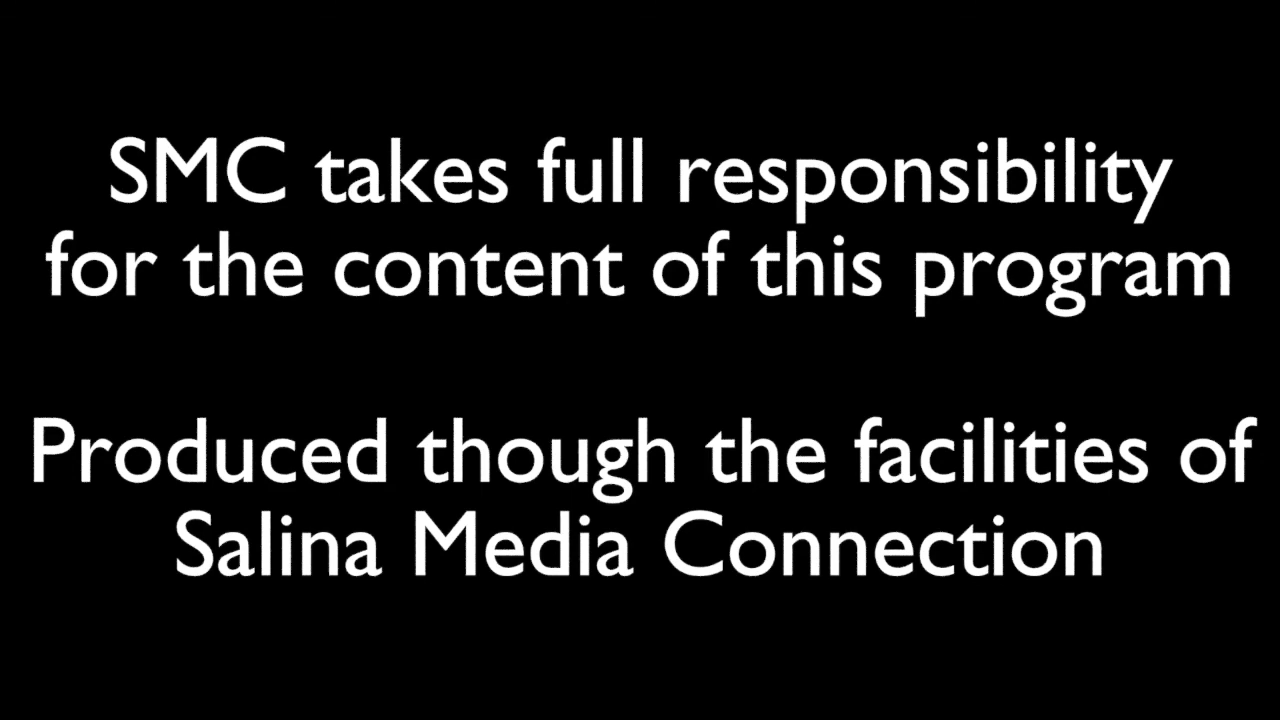 SMC takes full responsibility
for the content of this program
Produced though the facilities of
Salina Media Connection